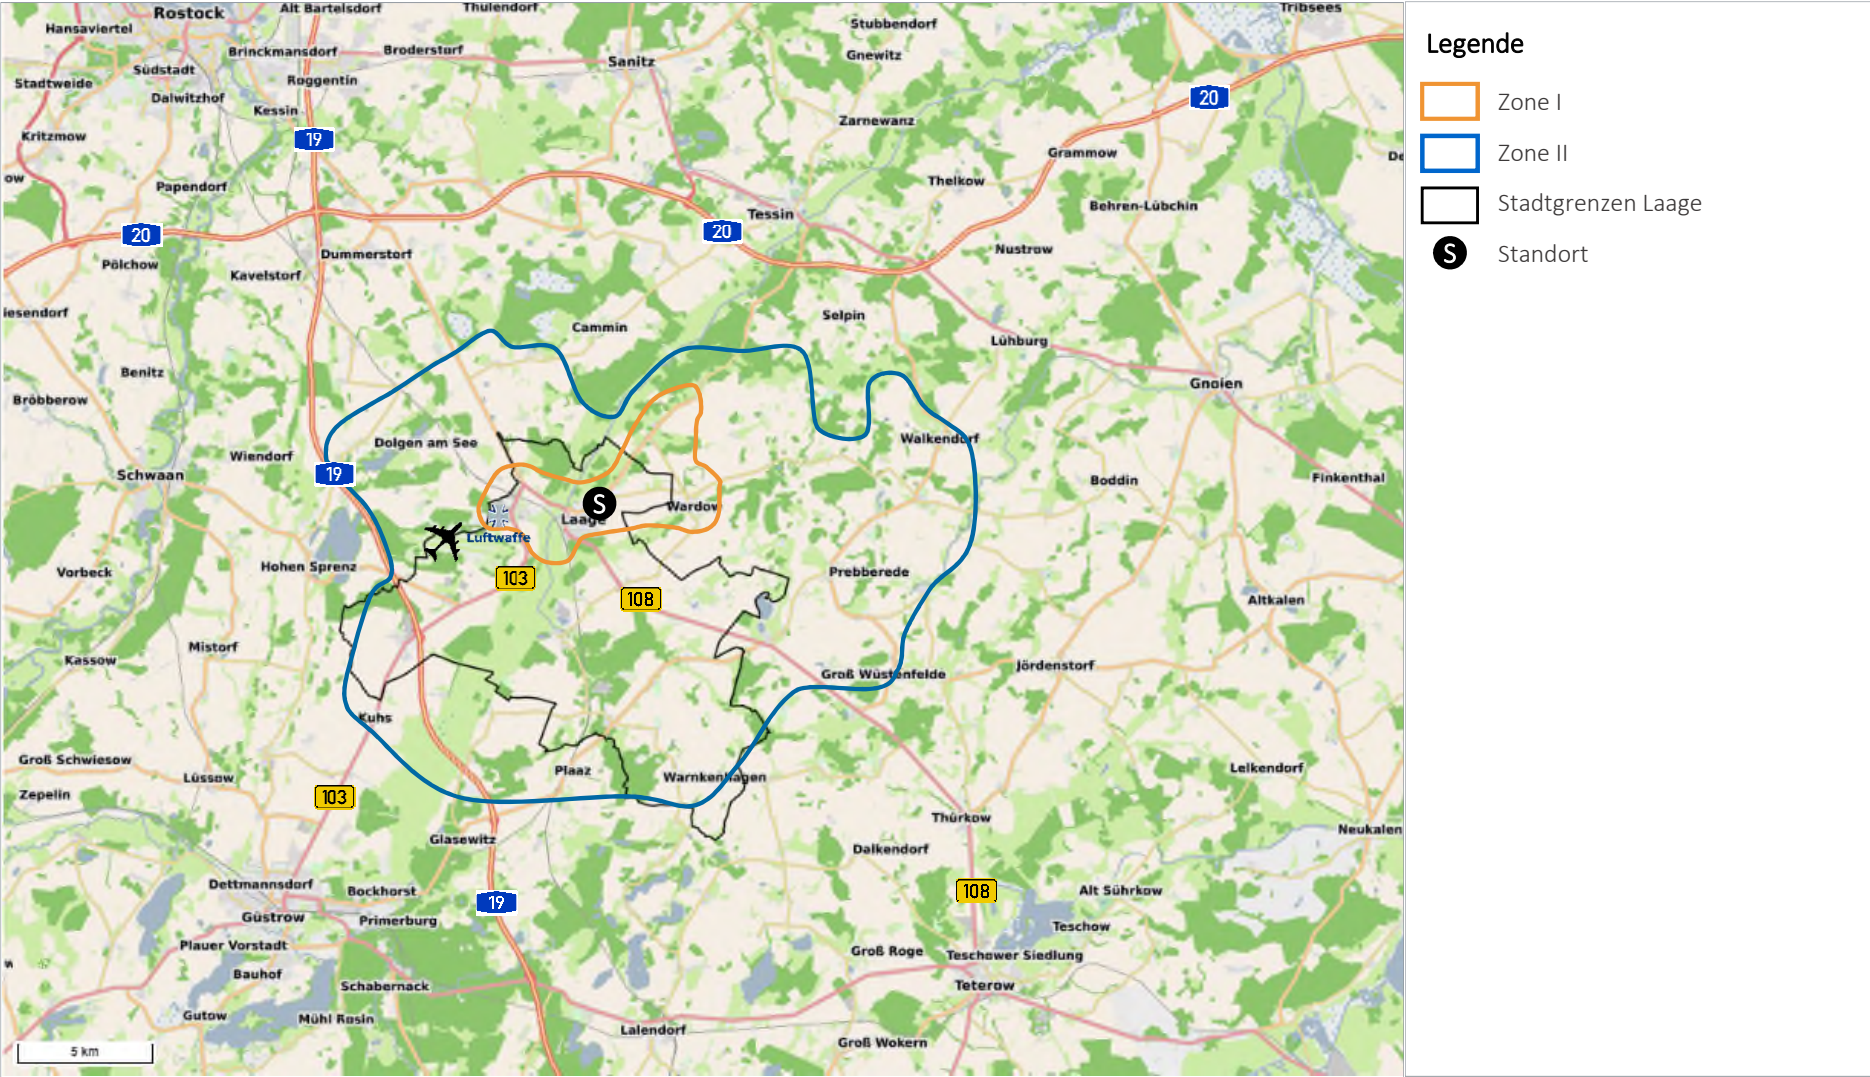 Rostock
Alt Bartelsdorf
Thulendorf
Tribsees
Hansaviertel
Stubbendorf
Brinckmansdorf
Broderstorf
Gnewitz
Sanitz
Südstadt
Stadtweide
Roggentin
Dalwitzhof
20
Kessin
Zarnewanz
Kritzmow
19
Grammow
ow
Papendorf
Thelkow
Behren-Lübchin
Tessin
20
20
Dummerstorf
Nustrow
Pölchow
Kavelstorf
iesendorf
Cammin
Selpin
Lühburg
Benitz
Gnoien
Bröbberow
Dolgen am See
Walkendorf
Wiendorf
Schwaan
19
Boddin
Finkenthal
S
Wardow
Laage
Luftwaffe
Hohen Sprenz
Vorbeck
103
Prebberede
108
Altkalen
Mistorf
Kassow
Jördenstorf
Groß Wüstenfelde
Kuhs
Groß Schwiesow
Lüssow
Plaaz
Warnkenhagen
Lelkendorf
Zepelin
103
Thürkow
Neukalen
Glasewitz
Dalkendorf
Dettmannsdorf
Bockhorst
108
Alt Sührkow
19
Güstrow
Primerburg
Teschow
Plauer Vorstadt
Groß Roge
Teschower Siedlung
Bauhof
Schabernack
Teterow
Gutow
Mühl Rosin
Lalendorf
Groß Wokern
5 km
Legende
Zone I
Zone II
Stadtgrenzen Laage
S
Standort